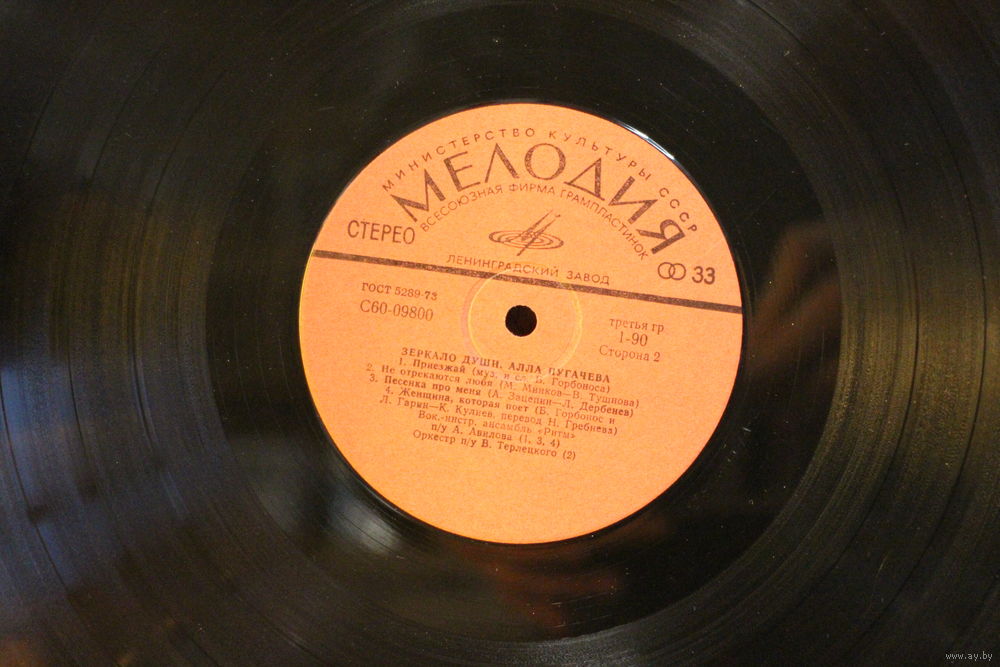 МИНИСТЕРСТВО КУЛЬТУРЫ СССР
МЕЛОДИЯ
ВСЕСОЮЗНАЯ ФИРМА ГРАМПЛАСТИНОК
СТЕРЕО
33
ЛЕНИНГРАДСКИЙ ЗАВОД
ГОСТ 5289-73
С60-09800
третья гр.
1-90
Сторона 2
ЗЕРКАЛО ДУШИ. АЛЛА ПУГАЧЕВА
1. Приезжай (муз. и сл. Б. Горбоноса)
2. Не отрекаются любя (М. Минков—В. Тушнова)
3. Песенка про меня (А. Зацепин—Л. Дербенев)
4. Женщина, которая поет (Б. Горбонос и
Л. Гарин—К. Кулиев, перевод Н. Гребнева)
Вок.-инстр. ансамбль «Ритм»
п/у А. Авилова (1, 3, 4)
Оркестр п/у В. Терлецкого (2)
www.ay.by